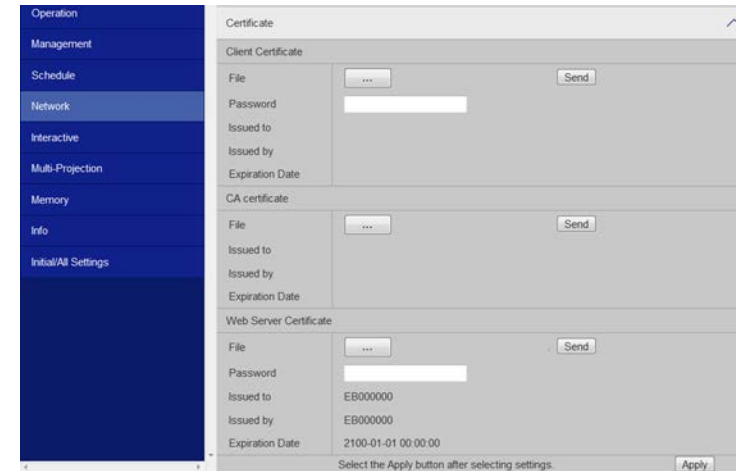 Operation
Management
Schedule
Network
Interactive
Multi-Projection
Memory
Info
Initial/All Settings
Certificate
Client Certificate
File ... Send
Password
Issued to
Issued by
Expiration Date
CA certificate
File ... Send
Issued to
Issued by
Expiration Date
Web Server Certificate
File ... Send
Password
Issued to EB000000
Issued by EB000000
Expiration Date 2100-01-01 00:00:00
Select the Apply button after selecting settings. Apply